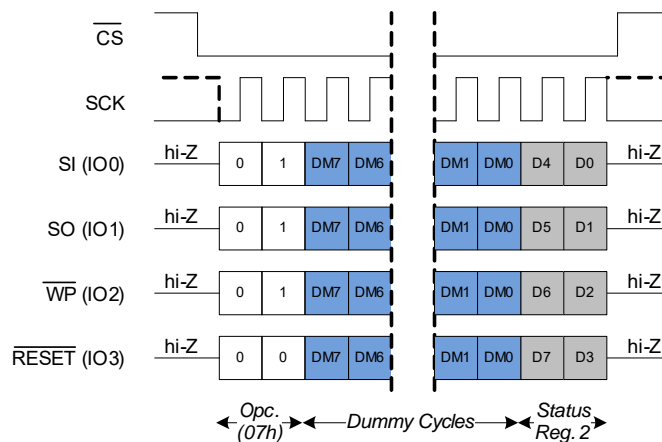 CS
SCK
hi-Z hi-Z
SI (IO0) 0 1 DM7 DM6 DM1 DM0 D4 D0
hi-Z hi-Z
SO (IO1) 0 1 DM7 DM6 DM1 DM0 D5 D1
hi-Z hi-Z
WP (IO2) 0 1 DM7 DM6 DM1 DM0 D6 D2
hi-Z hi-Z
RESET (IO3) 0 0 DM7 DM6 DM1 DM0 D7 D3
Opc. (07h) Dummy Cycles Status Reg. 2